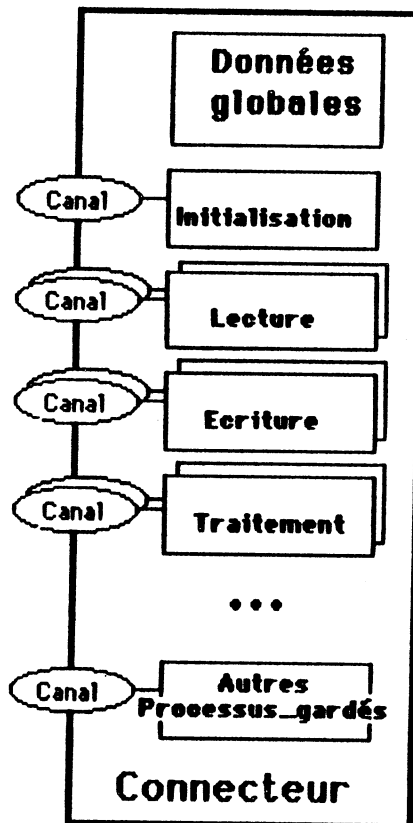 Données
globales
Canal
Initialisation
Canal
Lecture
Canal
Ecriture
Canal
Traitement
...
Canal
Autres
Processus_gardés
Connecteur